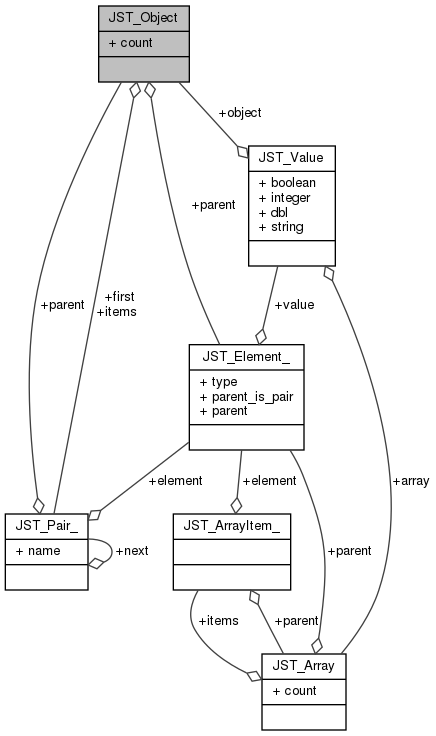 JST_Object
+ count
+object
JST_Value
+ boolean
+ integer
+ dbl
+ string
+parent
+parent
+first
+items
+value
JST_Element_
+ type
+ parent_is_pair
+ parent
+element
+element
+array
JST_Pair_
+ name
+next
JST_ArrayItem_
+parent
+items
+parent
JST_Array
+ count